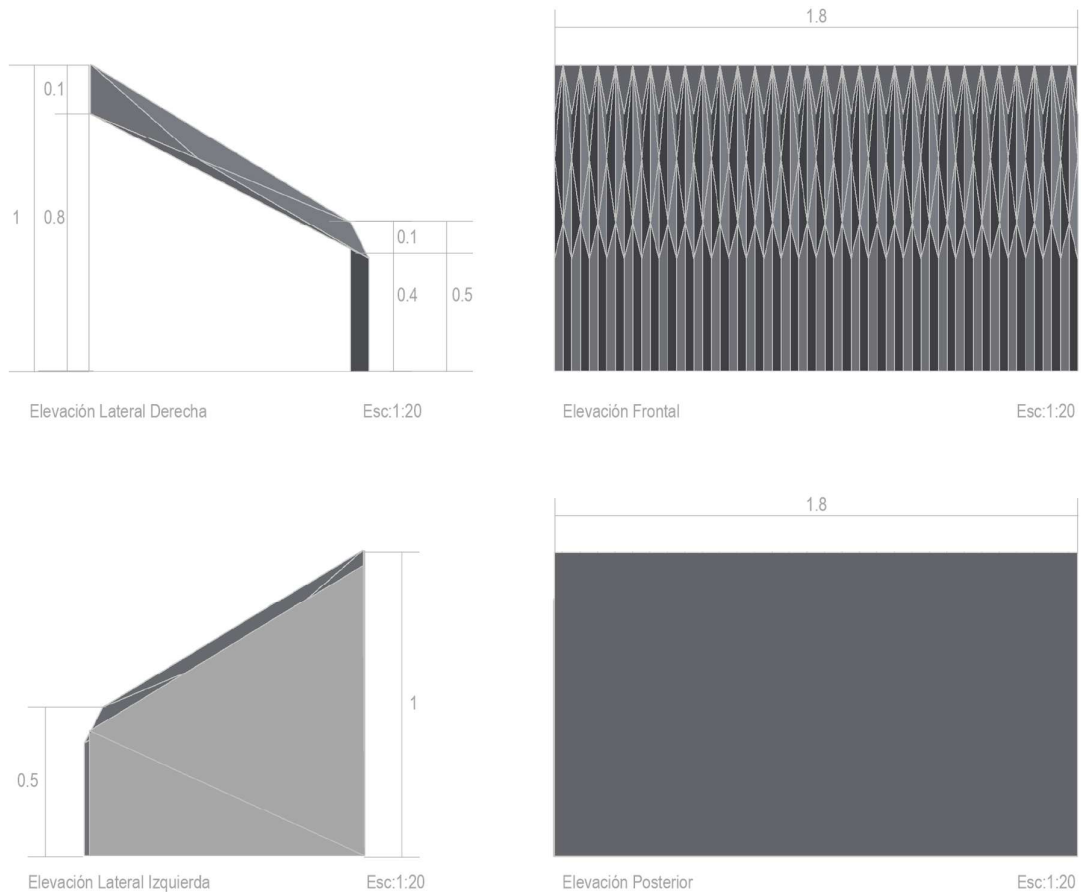 1.8
0.1
1
0.8
0.1
0.4
0.5
Elevación Lateral Derecha
Esc:1:20
Elevación Frontal
Esc:1:20
1.8
1
0.5
Elevación Lateral Izquierda
Esc:1:20
Elevación Posterior
Esc:1:20